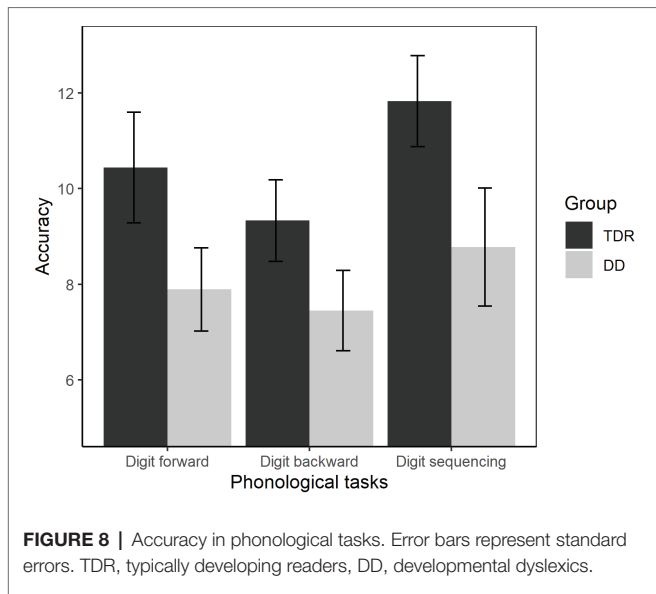 12
10
8
6
Accuracy
Digit forward
Digit backward
Digit sequencing
Phonological tasks
Group
TDR
DD
FIGURE 8 | Accuracy in phonological tasks. Error bars represent standard
errors. TDR, typically developing readers, DD, developmental dyslexics.